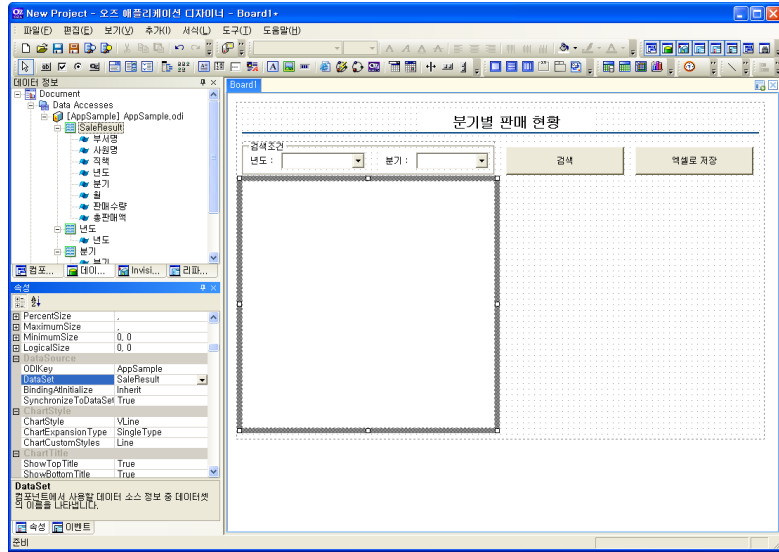 New Project - 오즈 애플리케이션 디자이너 - Board1+
파일(F) 편집(E) 보기(V) 추가(I) 서식(L) 도구(T) 도움말(H)
데이터 정보
Document
Data Accesses
[AppSample] AppSample.odi
SaleResult
부서명
사원명
직책
년도
분기
월
판매수량
총판매액
년도
년도
분기
분기
컴포... 데이... Invisi... 리파...
속성
PercentSize .
MaximumSize .
MinimumSize 0, 0
LogicalSize 0, 0
DataSource
ODIKey AppSample
DataSet SaleResult
BindingAtInitialize Inherit
SynchronizeToDataSet True
ChartStyle
ChartStyle VLine
ChartExpansionType SingleType
ChartCustomStyles Line
ChartTitle
ShowTopTitle True
ShowBottomTitle True
DataSet
컴포넌트에서 사용할 데이터 소스 정보 중 데이터셋
의 이름을 나타냅니다.
속성 이벤트
준비
Board1
분기별 판매 현황
검색조건
년도 : 분기 : 검색 엑셀로 저장